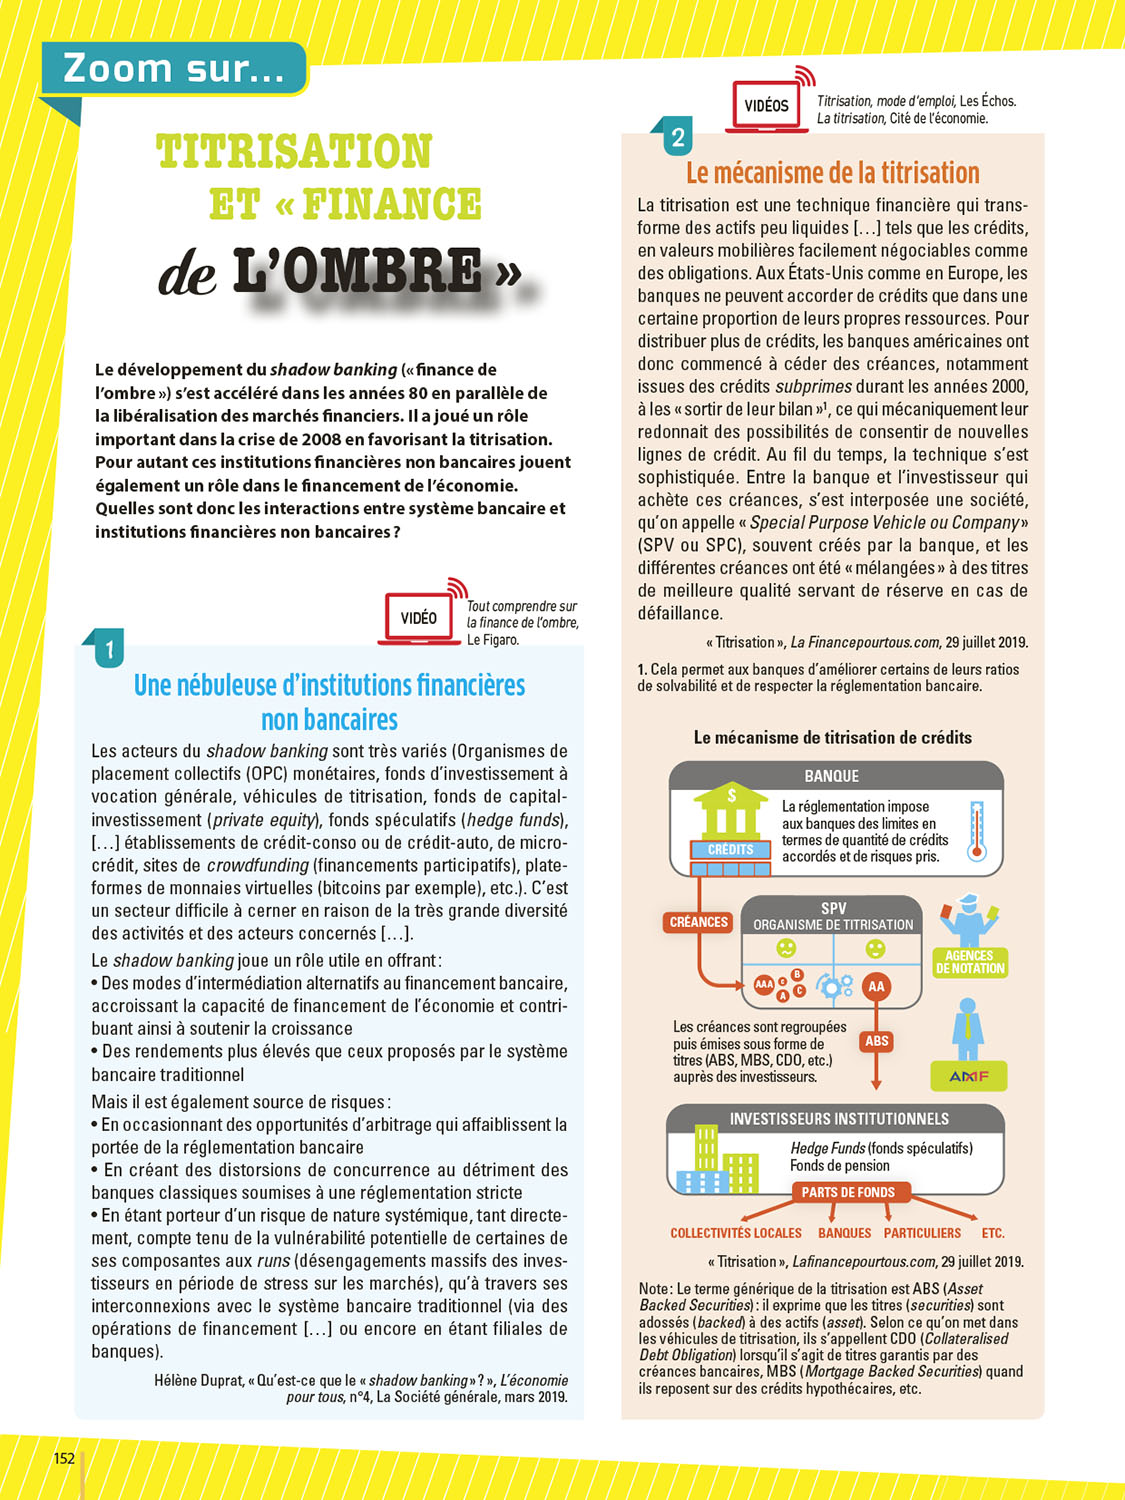 Zoom sur...
TITRISATION
ET « FINANCE
de L'OMBRE »
Le développement du shadow banking (« finance de
l'ombre ») s'est accéléré dans les années 80 en parallèle de
la libéralisation des marchés financiers. Il a joué un rôle
important dans la crise de 2008 en favorisant la titrisation.
Pour autant ces institutions financières non bancaires jouent
également un rôle dans le financement de l'économie.
Quelles sont donc les interactions entre système bancaire et
institutions financières non bancaires ?
VIDÉO
Tout comprendre sur
la finance de l'ombre,
Le Figaro.
1
Une nébuleuse d'institutions financières
non bancaires
Les acteurs du shadow banking sont très variés (Organismes de
placement collectifs (OPC) monétaires, fonds d'investissement à
vocation générale, véhicules de titrisation, fonds de capital-
investissement (private equity), fonds spéculatifs (hedge funds),
[…] établissements de crédit-conso ou de crédit-auto, de micro-
crédit, sites de crowdfunding (financements participatifs), plate-
formes de monnaies virtuelles (bitcoins par exemple), etc.). C'est
un secteur difficile à cerner en raison de la très grande diversité
des activités et des acteurs concernés […].
Le shadow banking joue un rôle utile en offrant :
• Des modes d'intermédiation alternatifs au financement bancaire,
accroissant la capacité de financement de l'économie et contri-
buant ainsi à soutenir la croissance
• Des rendements plus élevés que ceux proposés par le système
bancaire traditionnel
Mais il est également source de risques :
• En occasionnant des opportunités d'arbitrage qui affaiblissent la
portée de la réglementation bancaire
• En créant des distorsions de concurrence au détriment des
banques classiques soumises à une réglementation stricte
• En étant porteur d'un risque de nature systémique, tant directe-
ment, compte tenu de la vulnérabilité potentielle de certaines de
ses composantes aux runs (désengagements massifs des inves-
tisseurs en période de stress sur les marchés), qu'à travers ses
interconnexions avec le système bancaire traditionnel (via des
opérations de financement […] ou encore en étant filiales de
banques).
Hélène Duprat, « Qu'est-ce que le « shadow banking » ? », L'économie
pour tous, n°4, La Société générale, mars 2019.
VIDÉOS
Titrisation, mode d'emploi, Les Échos.
La titrisation, Cité de l'économie.
2
Le mécanisme de la titrisation
La titrisation est une technique financière qui trans-
forme des actifs peu liquides […] tels que les crédits,
en valeurs mobilières facilement négociables comme
des obligations. Aux États-Unis comme en Europe, les
banques ne peuvent accorder de crédits que dans une
certaine proportion de leurs propres ressources. Pour
distribuer plus de crédits, les banques américaines ont
donc commencé à céder des créances, notamment
issues des crédits subprimes durant les années 2000,
à les « sortir de leur bilan »¹, ce qui mécaniquement leur
redonnait des possibilités de consentir de nouvelles
lignes de crédit. Au fil du temps, la technique s'est
sophistiquée. Entre la banque et l'investisseur qui
achète ces créances, s'est interposée une société,
qu'on appelle « Special Purpose Vehicle ou Company »
(SPV ou SPC), souvent créés par la banque, et les
différentes créances ont été « mélangées » à des titres
de meilleure qualité servant de réserve en cas de
défaillance.
« Titrisation », La Financepourtous.com, 29 juillet 2019.
1. Cela permet aux banques d'améliorer certains de leurs ratios
de solvabilité et de respecter la réglementation bancaire.
Le mécanisme de titrisation de crédits
BANQUE
$
CRÉDITS
La réglementation impose
aux banques des limites en
termes de quantité de crédits
accordés et de risques pris.
CRÉANCES
SPV
ORGANISME DE TITRISATION
AAA
C
B
A
C
AA
AGENCES
DE NOTATION
Les créances sont regroupées
puis émises sous forme de
titres (ABS, MBS, CDO, etc.)
auprès des investisseurs.
ABS
AMF
INVESTISSEURS INSTITUTIONNELS
Hedge Funds (fonds spéculatifs)
Fonds de pension
PARTS DE FONDS
COLLECTIVITÉS LOCALES BANQUES PARTICULIERS ETC.
« Titrisation », Lafinancepourtous.com, 29 juillet 2019.
Note : Le terme générique de la titrisation est ABS (Asset
Backed Securities) : il exprime que les titres (securities) sont
adossés (backed) à des actifs (asset). Selon ce qu'on met dans
les véhicules de titrisation, ils s'appellent CDO (Collateralised
Debt Obligation) lorsqu'il s'agit de titres garantis par des
créances bancaires, MBS (Mortgage Backed Securities) quand
ils reposent sur des crédits hypothécaires, etc.
152